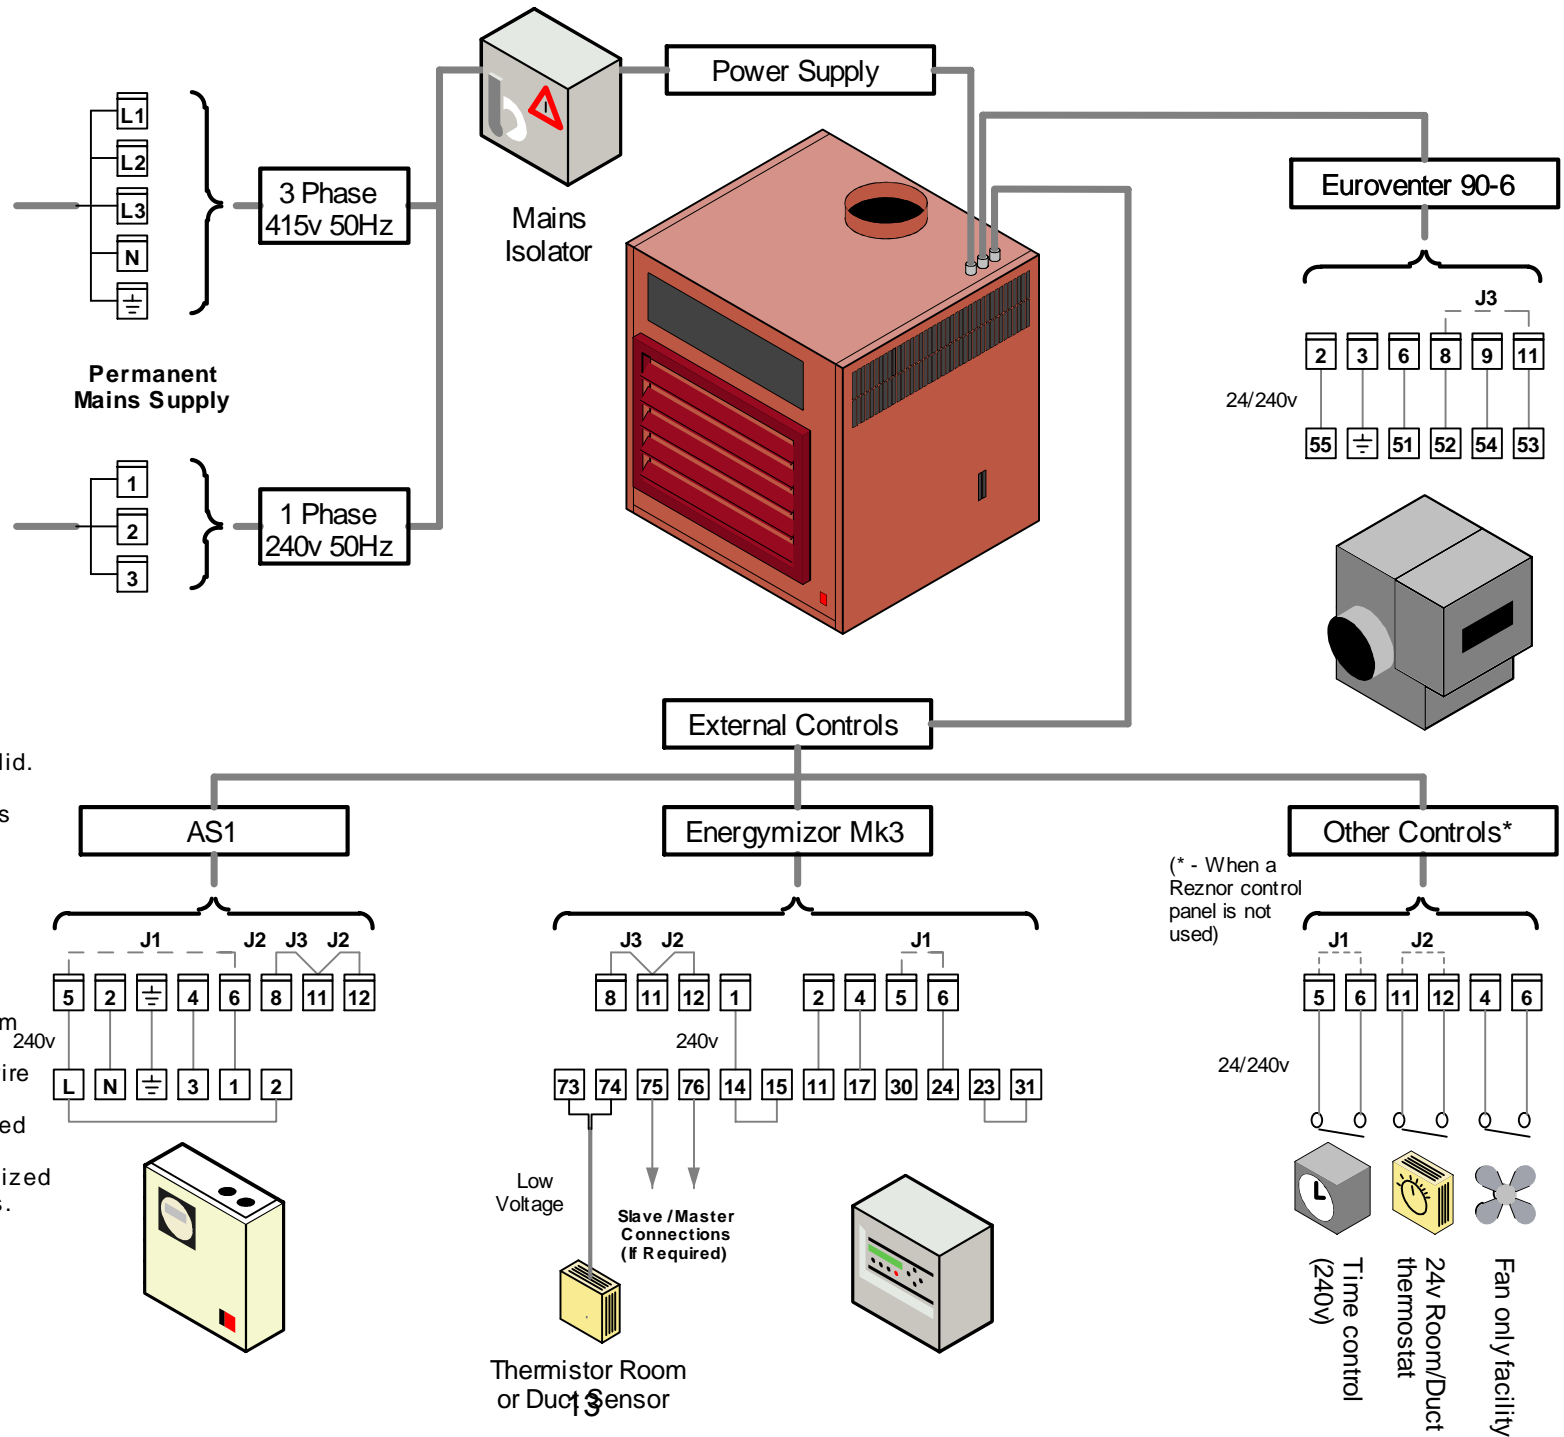 Power Supply
L1
L2
L3
N
3 Phase
415v 50Hz
Mains
Isolator
Euroventer 90-6
J3
2 3 6 8 9 11
24/240v
55 51 52 54 53
Permanent
Mains Supply
1
2
3
1 Phase
240v 50Hz
External Controls
lid.
s
AS1
Energymizor Mk3
Other Controls*
(* - When a
Reznor control
panel is not
used)
J1 J2 J3 J2
5 2 4 6 8 11 12
240v
L N 3 1 2
m
ire
ed
ized
s.
J3 J2 J1
8 11 12 1 2 4 5 6
240v
73 74 75 76 14 15 11 17 30 24 23 31
Low
Voltage
Slave/Master
Connections
(If Required)
Thermistor Room
or Duct Sensor
13
J1 J2
5 6 11 12 4 6
24/240v
Time control
(240v)
24v Room/Duct
thermostat
Fan only facility